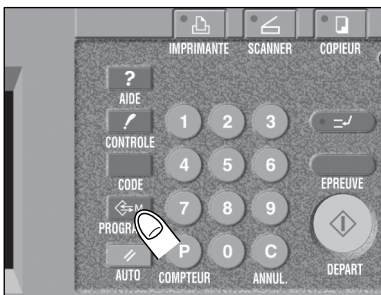 IMPRIMANTE SCANNER COPIEUR
?
AIDE
CONTROLE
1 2 3
CODE
4 5 6
EPREUVE
M
7 8 9
P 0 C
AUTO COMPTEUR ANNUL. DEPART